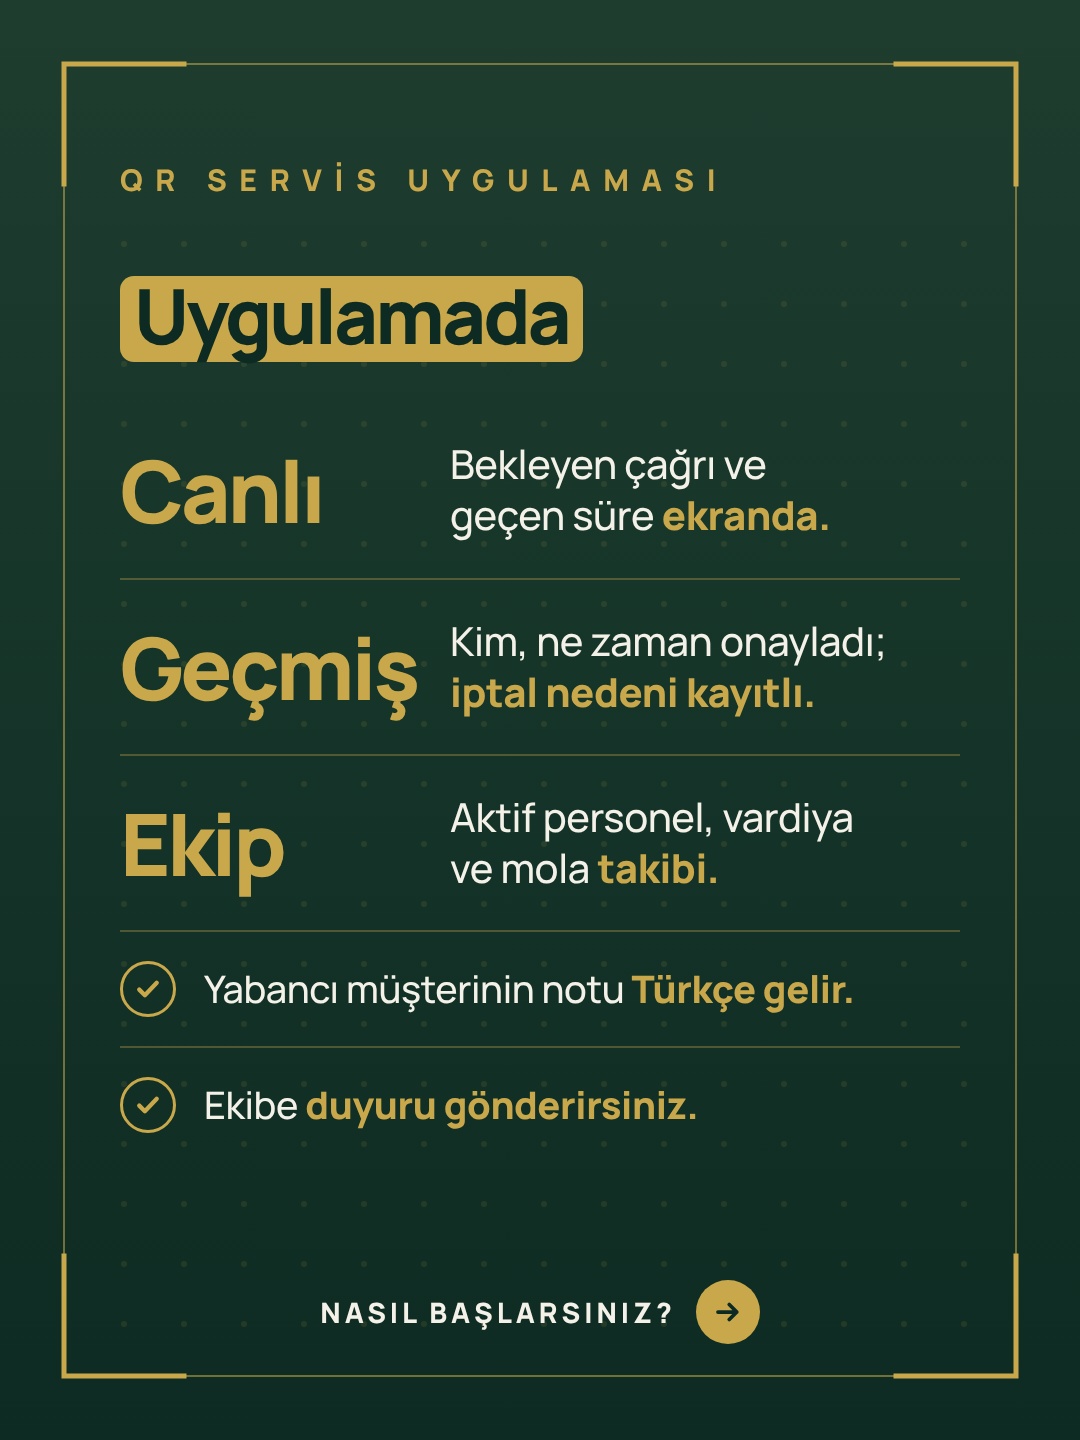 QR SERVİS UYGULAMASI
Uygulamada
Canlı
Bekleyen çağrı ve
geçen süre ekranda.
Geçmiş
Kim, ne zaman onayladı;
iptal nedeni kayıtlı.
Ekip
Aktif personel, vardiya
ve mola takibi.
Yabancı müşterinin notu Türkçe gelir.
Ekibe duyuru gönderirsiniz.
NASIL BAŞLARSINIZ?